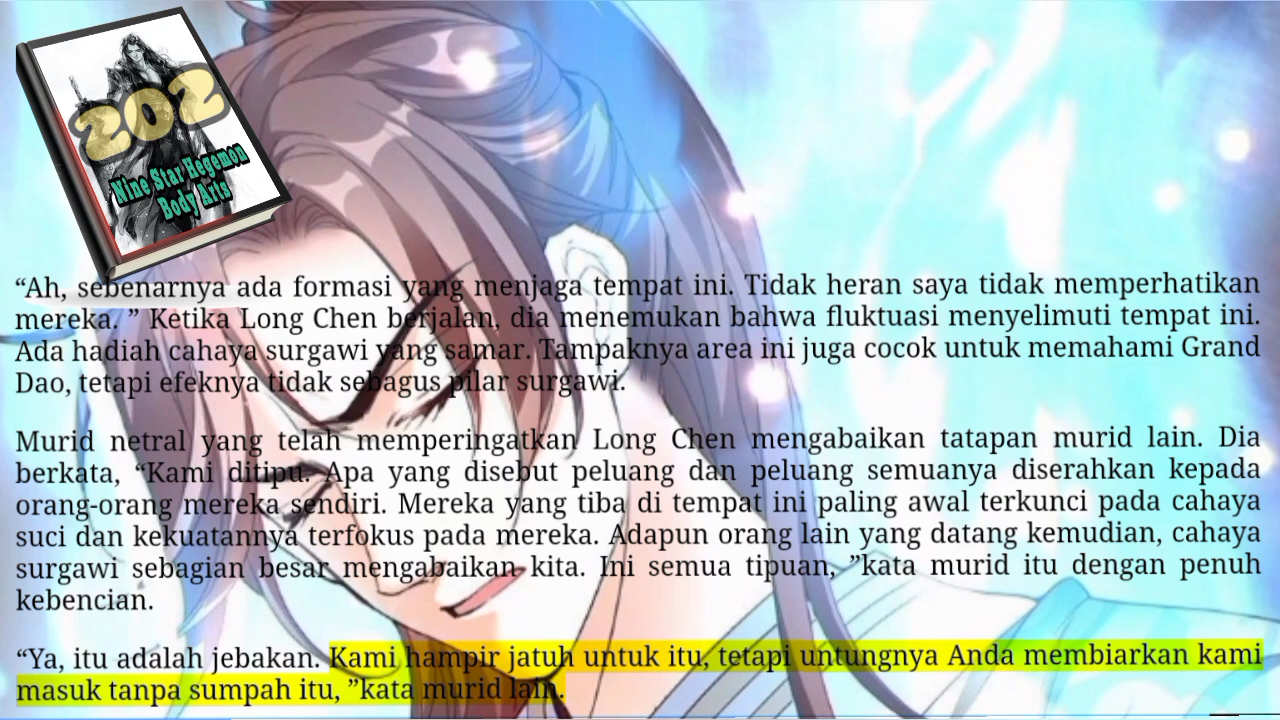 202
Nine Star Hegemon
Body Arts
“Ah, sebenarnya ada formasi yang menjaga tempat ini. Tidak heran saya tidak memperhatikan
mereka. ” Ketika Long Chen berjalan, dia menemukan bahwa fluktuasi menyelimuti tempat ini.
Ada hadiah cahaya surgawi yang samar. Tampaknya area ini juga cocok untuk memahami Grand
Dao, tetapi efeknya tidak sebagus pilar surgawi.
Murid netral yang telah memperingatkan Long Chen mengabaikan tatapan murid lain. Dia
berkata, “Kami ditipu. Apa yang disebut peluang dan peluang semuanya diserahkan kepada
orang-orang mereka sendiri. Mereka yang tiba di tempat ini paling awal terkunci pada cahaya
suci dan kekuatannya terfokus pada mereka. Adapun orang lain yang datang kemudian, cahaya
surgawi sebagian besar mengabaikan kita. Ini semua tipuan, ”kata murid itu dengan penuh
kebencian.
“Ya, itu adalah jebakan. Kami hampir jatuh untuk itu, tetapi untungnya Anda membiarkan kami
masuk tanpa sumpah itu, ”kata murid lain.